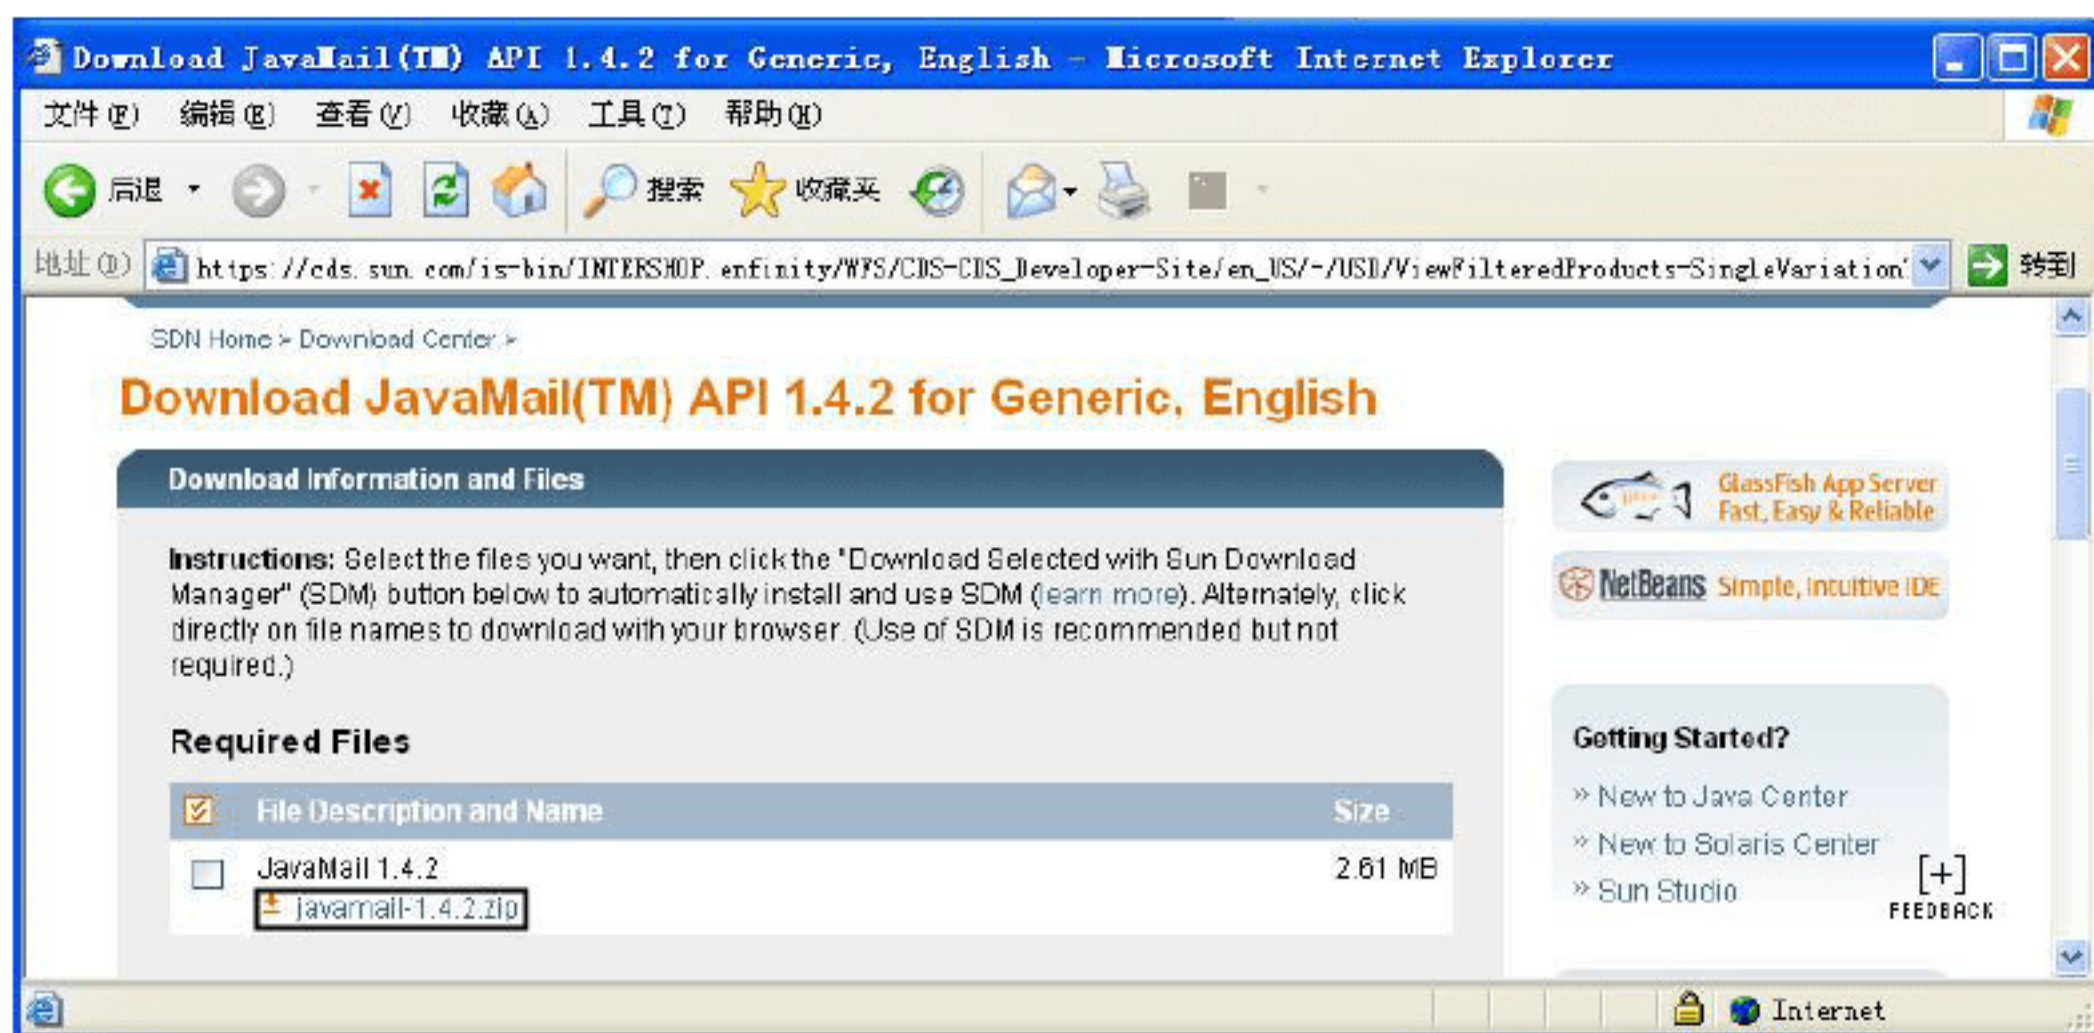 Download JavaMail(TM) API 1.4.2 for Generic, English - Microsoft Internet Explorer
文件(F) 编辑(E) 查看(V) 收藏(A) 工具(T) 帮助(H)
后退 搜索 收藏夹
地址(D) https://cds.sun.com/is-bin/INTERSHOP.enfinity/WFS/CDS-CDS_Developer-Site/en_US/-/USD/ViewFilteredProducts-SingleVariation 转到
SDN Home > Download Center >
Download JavaMail(TM) API 1.4.2 for Generic, English
Download Information and Files
Instructions: Select the files you want, then click the "Download Selected with Sun Download
Manager" (SDM) button below to automatically install and use SDM (learn more). Alternately, click
directly on file names to download with your browser. (Use of SDM is recommended but not
required.)
Required Files
File Description and Name Size
JavaMail 1.4.2 2.61 MB
javamail-1.4.2.zip
GlassFish App Server
Fast, Easy & Reliable
NetBeans Simple, Intuitive IDE
Getting Started?
» New to Java Center
» New to Solaris Center
» Sun Studio
[+]
FEEDBACK
Internet